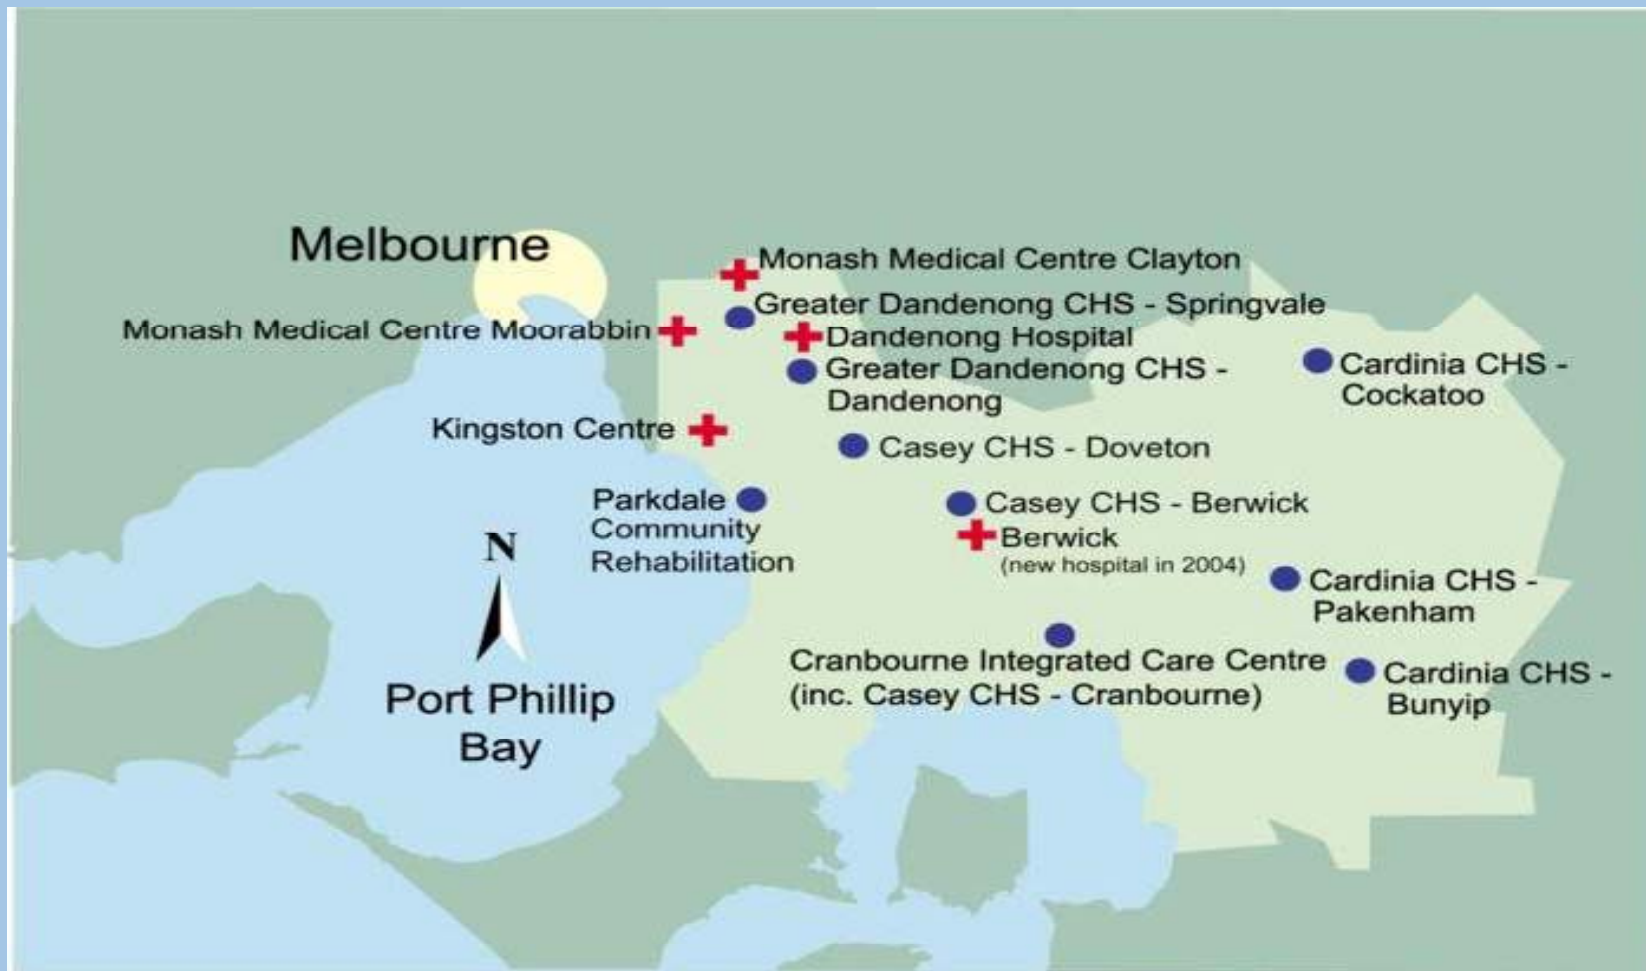 Melbourne
Monash Medical Centre Clayton
Greater Dandenong CHS - Springvale
Monash Medical Centre Moorabbin
Dandenong Hospital
Greater Dandenong CHS -
Dandenong
Cardinia CHS -
Cockatoo
Kingston Centre
Casey CHS - Doveton
Parkdale
Community
Rehabilitation
Casey CHS - Berwick
Berwick
(new hospital in 2004)
N
Cardinia CHS -
Pakenham
Cranbourne Integrated Care Centre
(inc. Casey CHS - Cranbourne)
Cardinia CHS -
Bunyip
Port Phillip
Bay